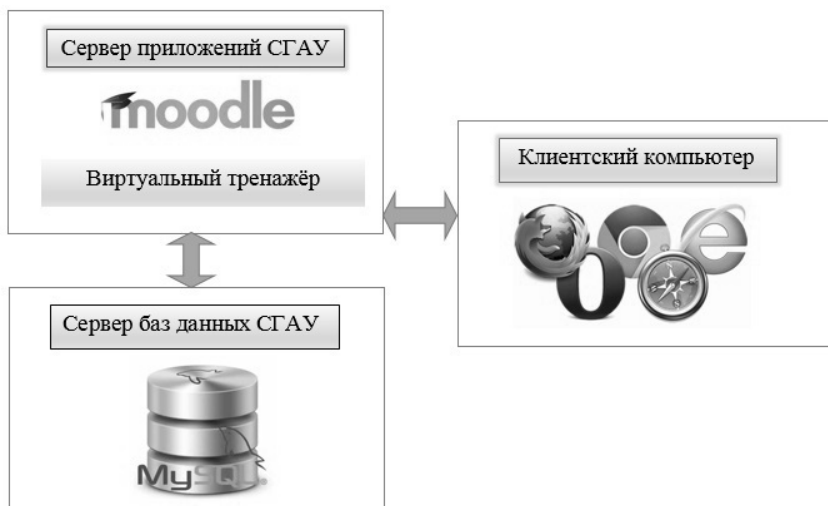 Сервер приложений СГАУ
moodle
Виртуальный тренажёр
Клиентский компьютер
Сервер баз данных СГАУ
MySQL